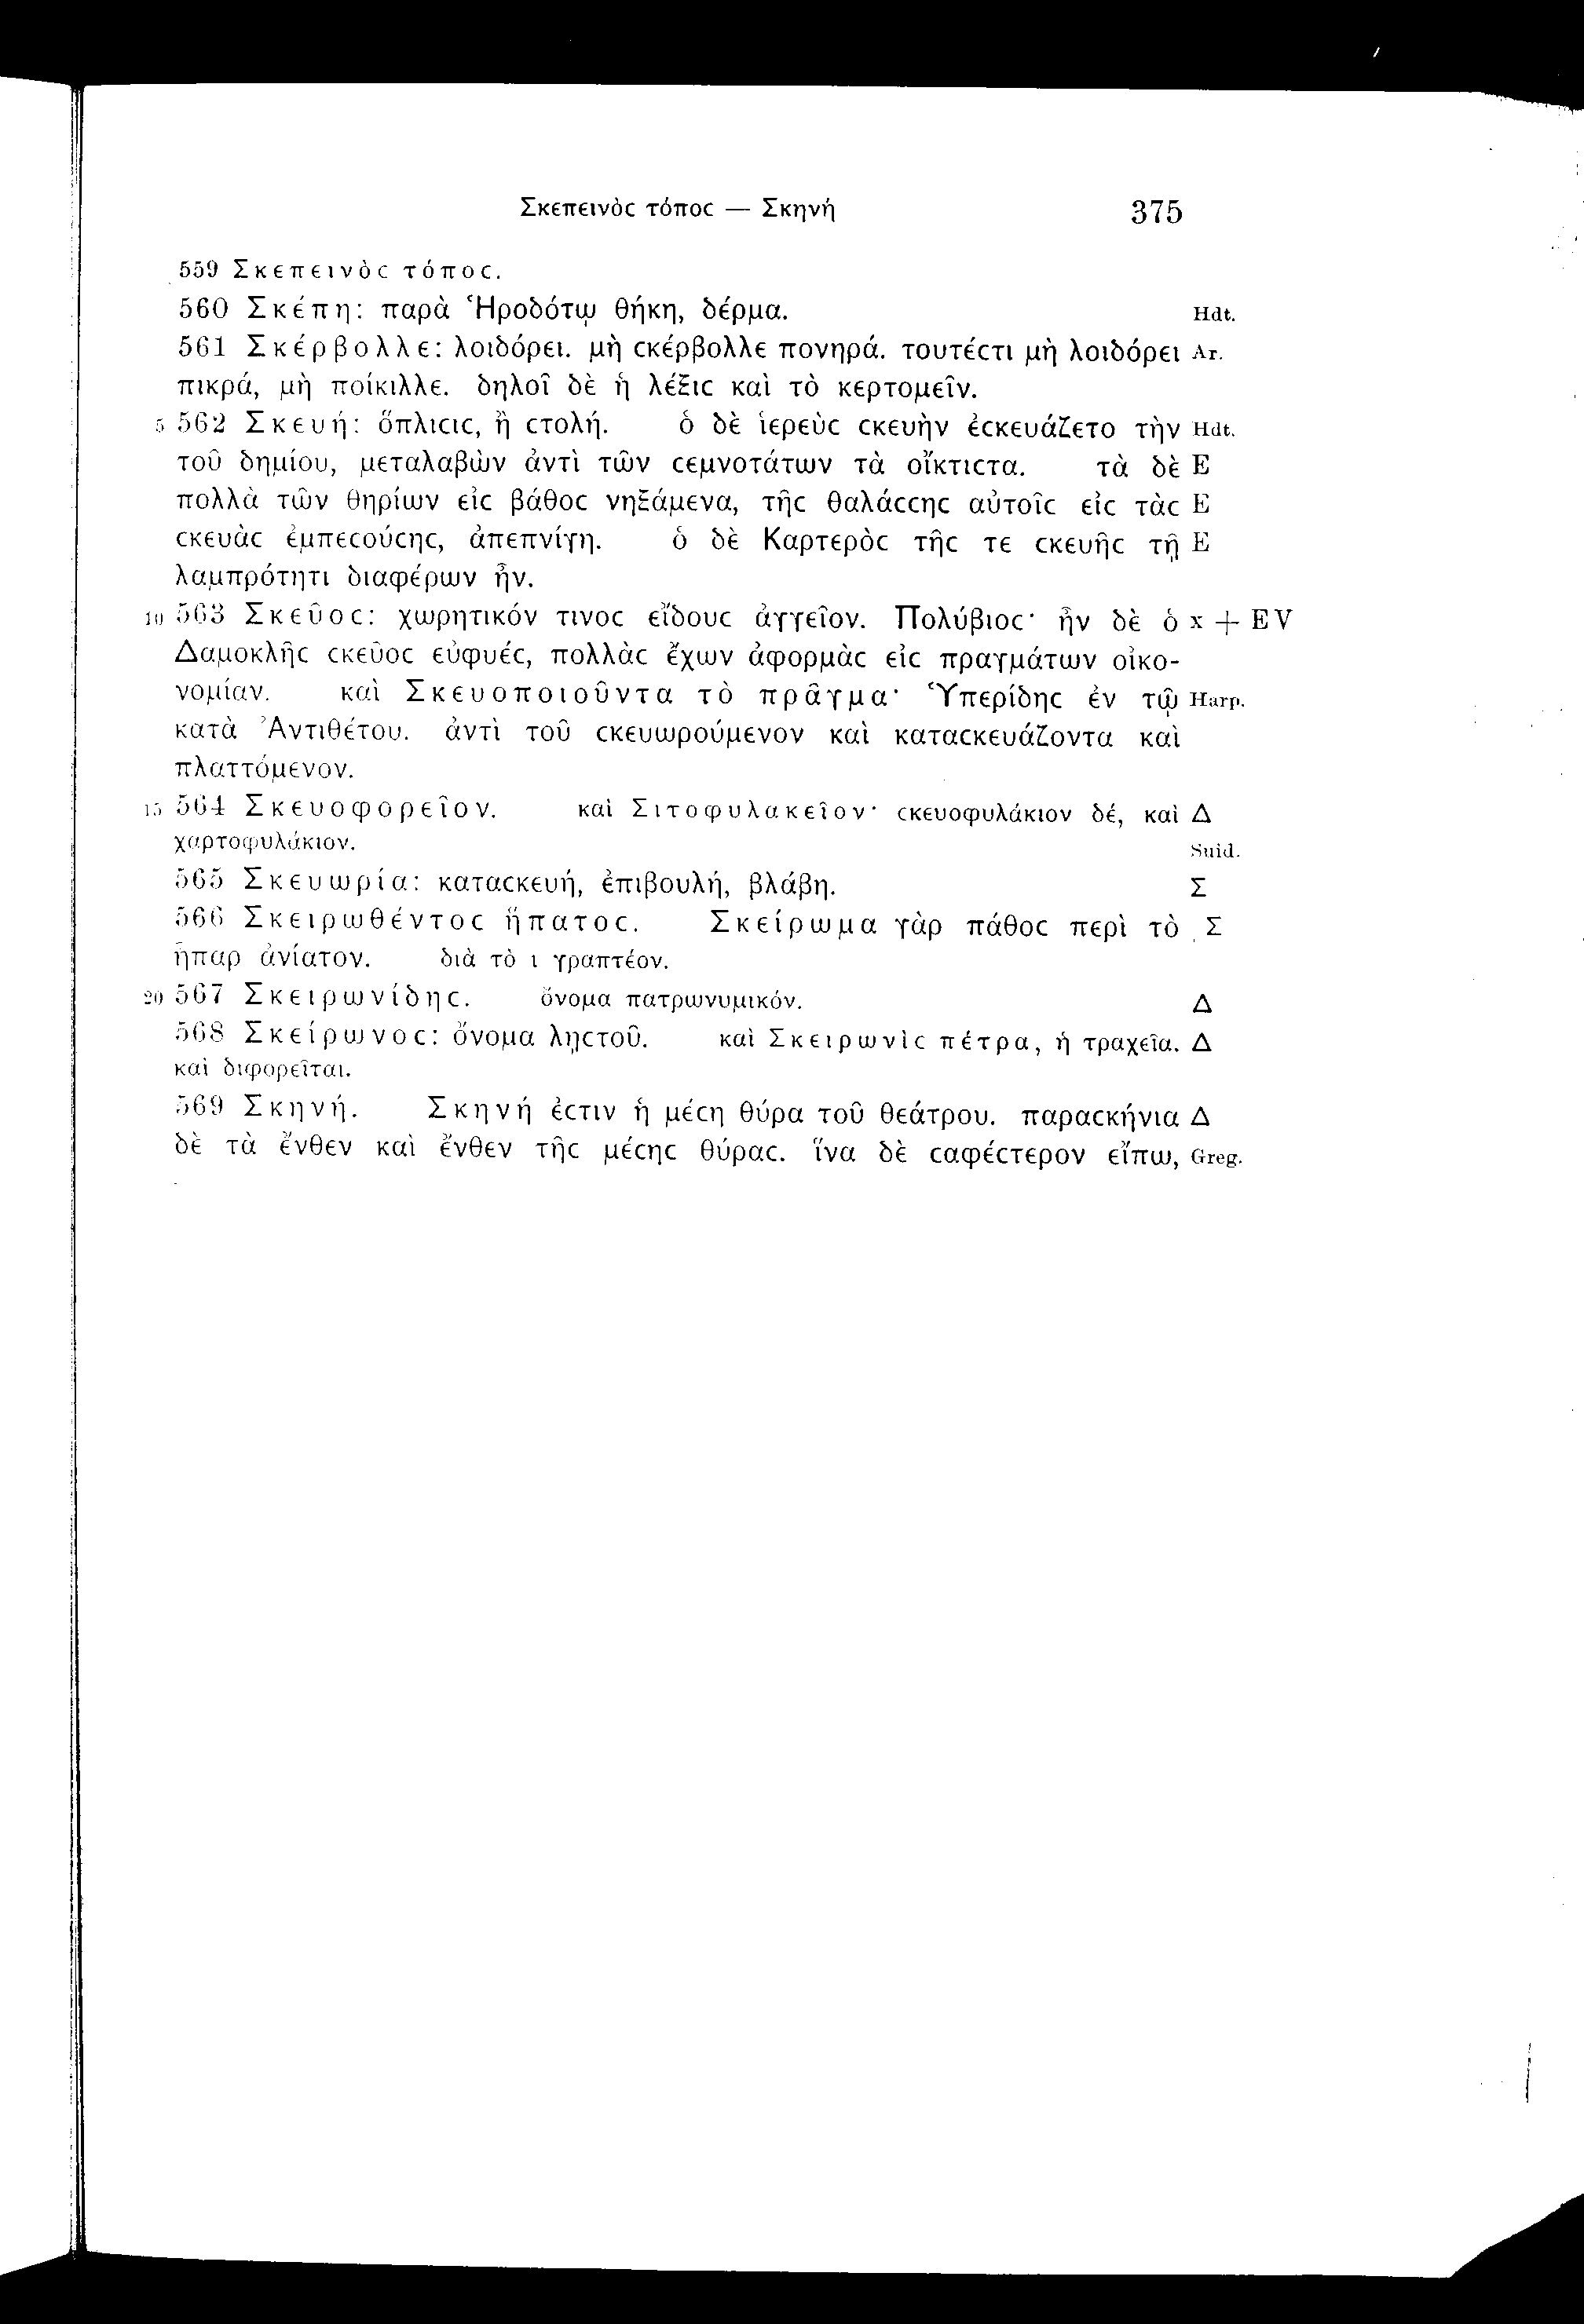 Σκεπεινὸϲ τόποϲ — Σκηνή 375
559 Σκεπεινὸϲ τόποϲ.
560 Σκέπη: παρὰ Ἡροδότῳ θήκη, δέρμα. Hdt.
561 Σκέρβολλε: λοιδόρει. μὴ ϲκέρβολλε πονηρά. τουτέϲτι μὴ λοιδόρει Ar.
πικρά, μὴ ποίκιλλε. δηλοῖ δὲ ἡ λέξιϲ καὶ τὸ κερτομεῖν.
5 562 Σκευή: ὅπλιϲιϲ, ἢ ϲτολή. ὁ δὲ ἱερεὺϲ ϲκευὴν ἐϲκευάζετο τὴν Hdt.
τοῦ δημίου, μεταλαβὼν ἀντὶ τῶν ϲεμνοτάτων τὰ οἴκτιϲτα. τὰ δὲ E
πολλὰ τῶν θηρίων εἰϲ βάθοϲ νηξάμενα, τῆϲ θαλάϲϲηϲ αὐτοῖϲ εἰϲ τὰϲ E
ϲκευὰϲ ἐμπεϲούϲηϲ, ἀπεπνίγη. ὁ δὲ Καρτερὸϲ τῆϲ τε ϲκευῆϲ τῇ E
λαμπρότητι διαφέρων ἦν.
10 563 Σκεῦοϲ: χωρητικόν τινοϲ εἴδουϲ ἀγγεῖον. Πολύβιοϲ· ἦν δὲ ὁ x + EV
Δαμοκλῆϲ ϲκεῦοϲ εὐφυέϲ, πολλὰϲ ἔχων ἀφορμὰϲ εἰϲ πραγμάτων οἰκο-
νομίαν. καὶ Σκευοποιοῦντα τὸ πρᾶγμα· Ὑπερίδηϲ ἐν τῷ Harp.
κατὰ Ἀντιθέτου. ἀντὶ τοῦ ϲκευωρούμενον καὶ καταϲκευάζοντα καὶ
πλαττόμενον.
15 564 Σκευοφορεῖον. καὶ Σιτοφυλακεῖον· ϲκευοφυλάκιον δέ, καὶ Δ
χαρτοφυλάκιον. Suid.
565 Σκευωρία: καταϲκευή, ἐπιβουλή, βλάβη. Σ
566 Σκειρωθέντοϲ ἥπατοϲ. Σκείρωμα γὰρ πάθοϲ περὶ τὸ Σ
ἧπαρ ἀνίατον. διὰ τὸ ι γραπτέον.
20 567 Σκειρωνίδηϲ. ὄνομα πατρωνυμικόν. Δ
568 Σκείρωνοϲ: ὄνομα λῃϲτοῦ. καὶ Σκειρωνὶϲ πέτρα, ἡ τραχεῖα. Δ
καὶ διφορεῖται.
569 Σκηνή. Σκηνή ἐϲτιν ἡ μέϲη θύρα τοῦ θεάτρου. παραϲκήνια Δ
δὲ τὰ ἔνθεν καὶ ἔνθεν τῆϲ μέϲηϲ θύραϲ. ἵνα δὲ ϲαφέϲτερον εἴπω, Greg.